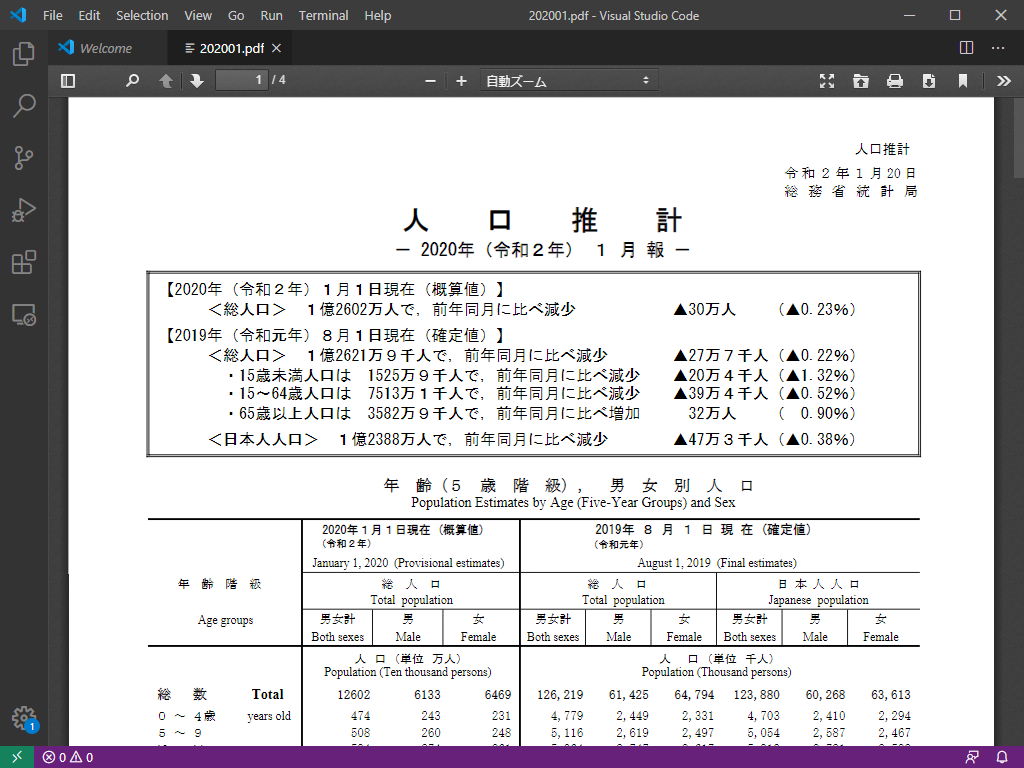 File Edit Selection View Go Run Terminal Help 202001.pdf - Visual Studio Code
Welcome 202001.pdf
1 / 4 自動ズーム
人口推計
令和２年１月20日
総務省統計局
人口推計
－ 2020年（令和２年） １ 月 報 －
【2020年（令和２年）１月１日現在（概算値）】
＜総人口＞ １億2602万人で，前年同月に比べ減少 ▲30万人 （▲0.23%）
【2019年（令和元年）８月１日現在（確定値）】
＜総人口＞ １億2621万９千人で，前年同月に比べ減少 ▲27万７千人（▲0.22%）
・15歳未満人口は 1525万９千人で，前年同月に比べ減少 ▲20万４千人（▲1.32%）
・15～64歳人口は 7513万１千人で，前年同月に比べ減少 ▲39万４千人（▲0.52%）
・65歳以上人口は 3582万９千人で，前年同月に比べ増加 32万人 （ 0.90%）
＜日本人人口＞ １億2388万人で，前年同月に比べ減少 ▲47万３千人（▲0.38%）
年 齢（５ 歳 階 級）， 男 女 別 人 口
Population Estimates by Age (Five-Year Groups) and Sex
2020年１月１日現在（概算値） 2019年 ８ 月 １ 日 現 在（確定値）
（令和２年） （令和元年）
January 1, 2020 (Provisional estimates) August 1, 2019 (Final estimates)
年 齢 階 級 総 人 口 総 人 口 日 本 人 人 口
Total population Total population Japanese population
Age groups 男女計 男 女 男女計 男 女 男女計 男 女
Both sexes Male Female Both sexes Male Female Both sexes Male Female
人 口（単位 万人） 人 口（単位 千人）
Population (Ten thousand persons) Population (Thousand persons)
総 数 Total 12602 6133 6469 126,219 61,425 64,794 123,880 60,268 63,613
０ ～ ４歳 years old 474 243 231 4,779 2,449 2,331 4,703 2,410 2,294
５ ～ ９ 508 260 248 5,116 2,619 2,497 5,054 2,587 2,467
1
0 0